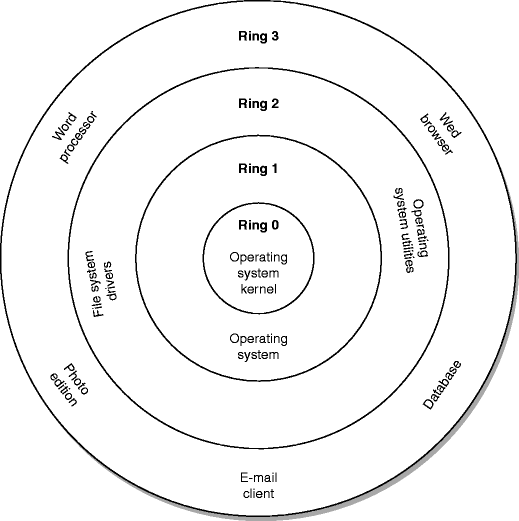 Ring 3
Word
processor
Wed
browser
Ring 2
File system
drivers
Operating
system utilities
Ring 1
Operating
system
Ring 0
Operating
system
kernel
Photo
edition
Database
E-mail
client